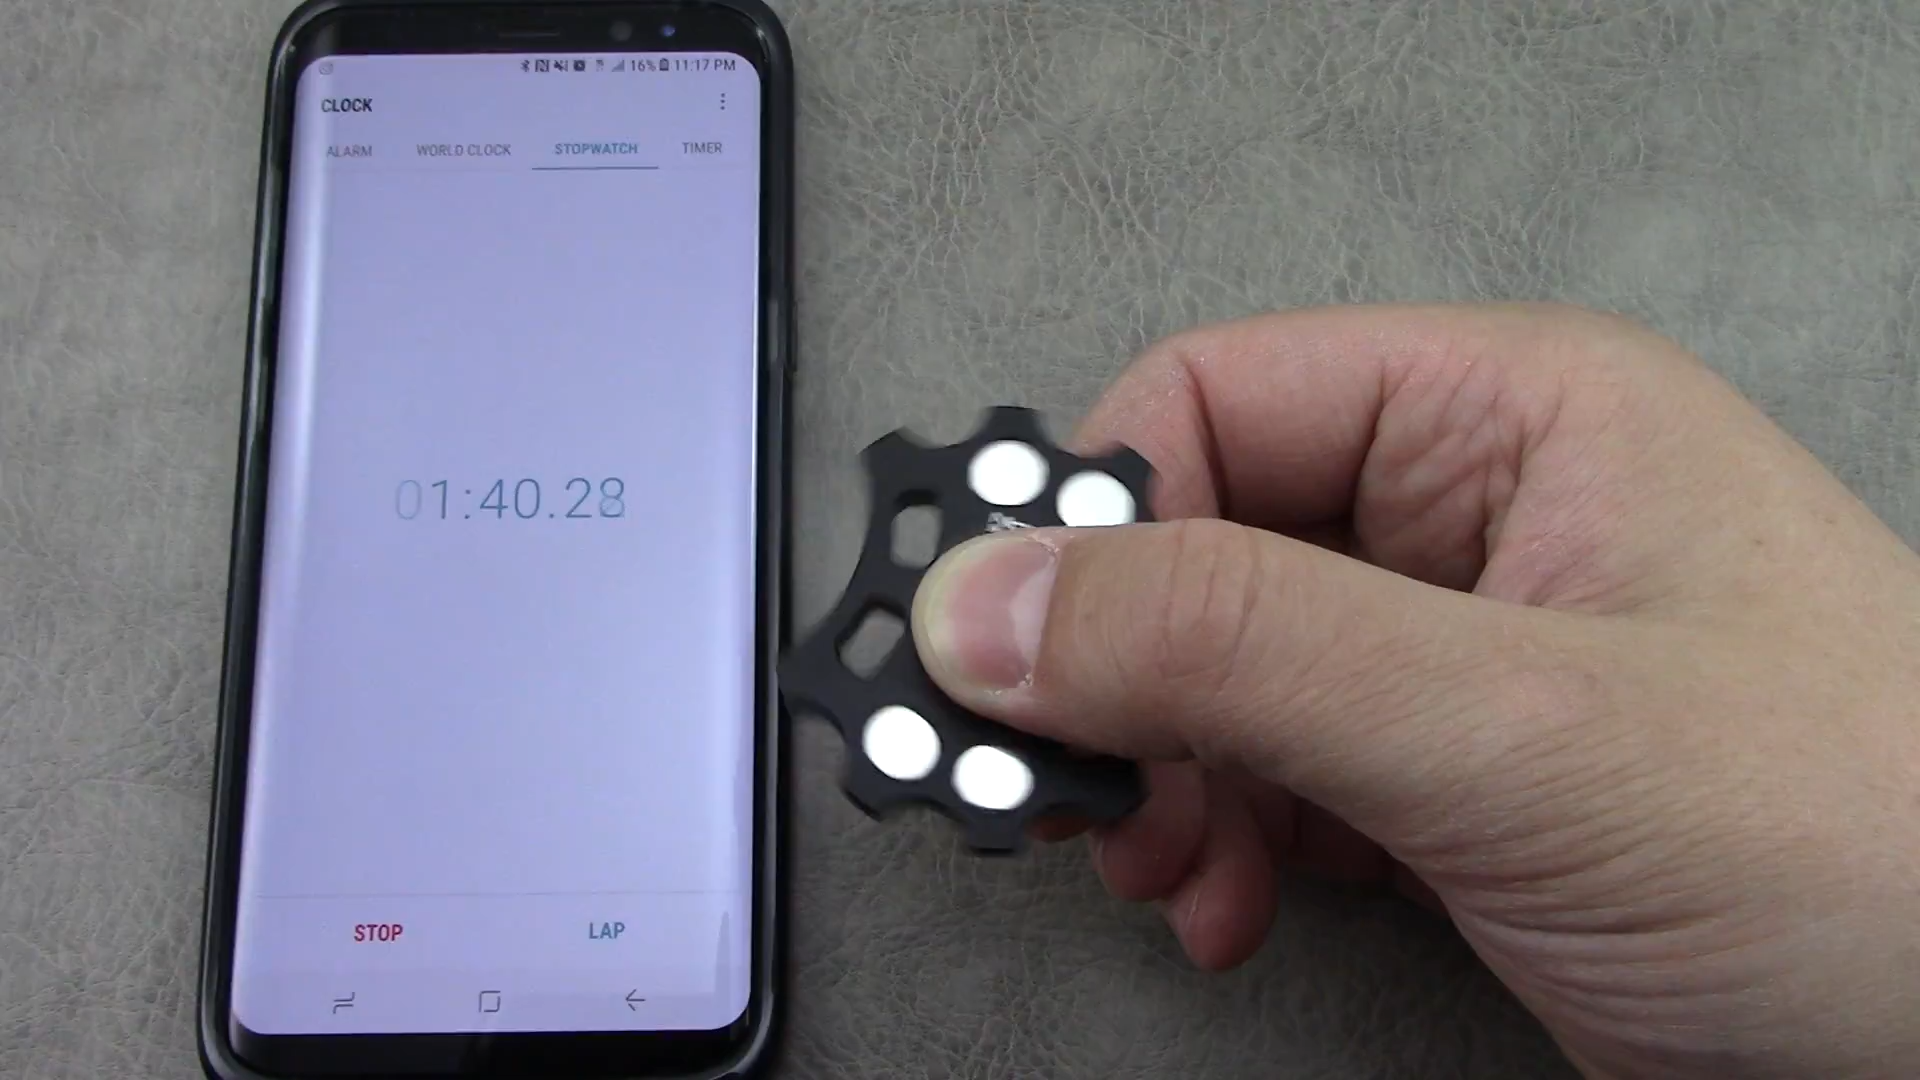 16% 11:17 PM
CLOCK
ALARM WORLD CLOCK STOPWATCH TIMER
01:40.28
STOP LAP